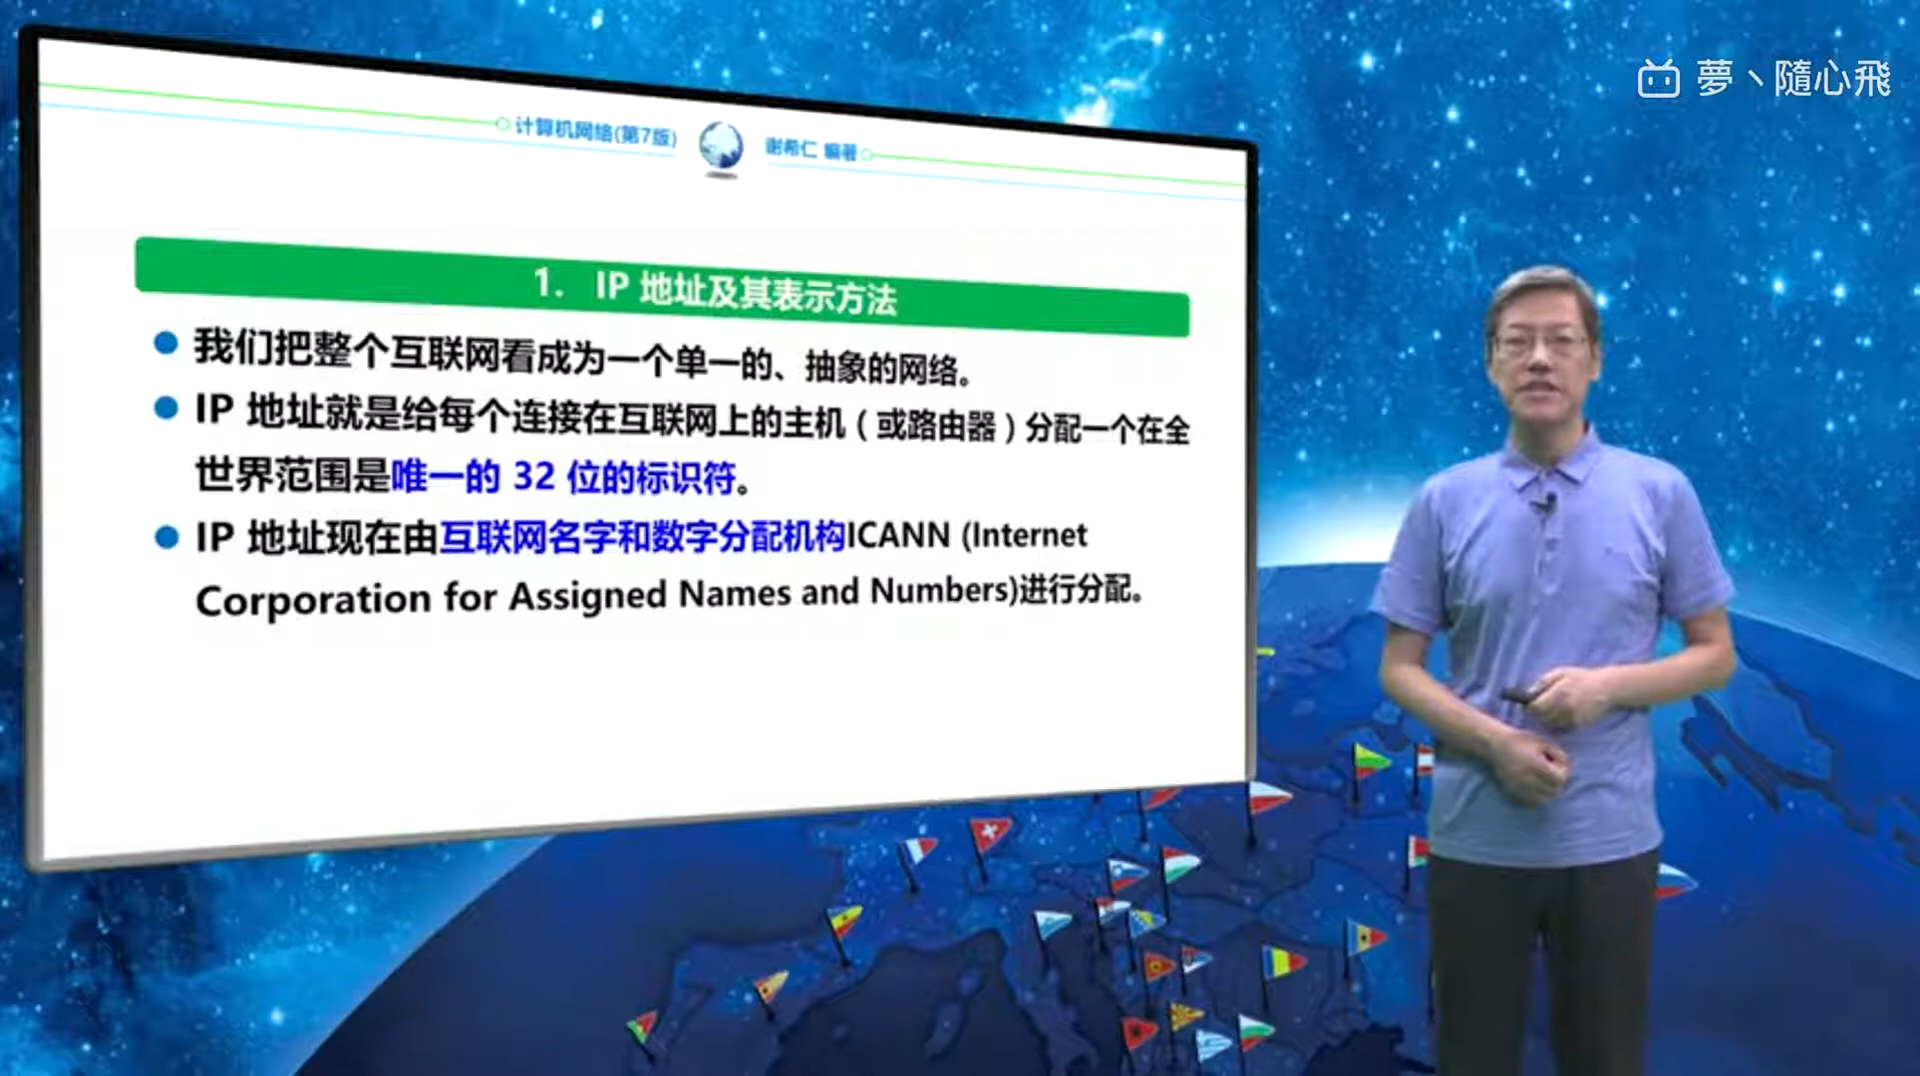 夢丶隨心飛
计算机网络(第7版) 谢希仁 编著
1. IP 地址及其表示方法
我们把整个互联网看成为一个单一的、抽象的网络。
IP 地址就是给每个连接在互联网上的主机（或路由器）分配一个在全
世界范围是唯一的 32 位的标识符。
IP 地址现在由互联网名字和数字分配机构ICANN (Internet
Corporation for Assigned Names and Numbers)进行分配。